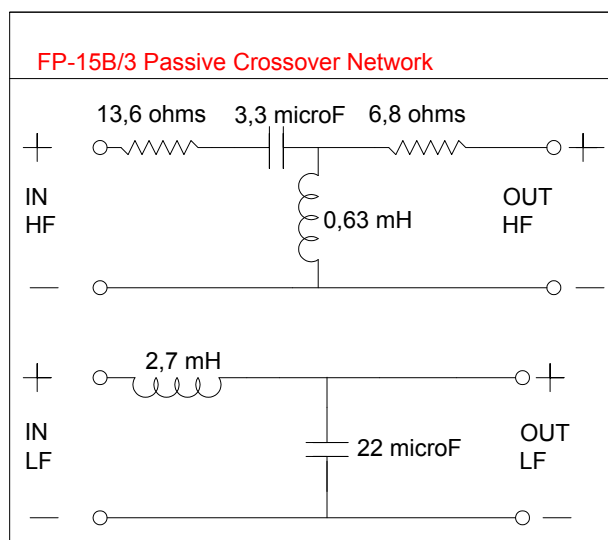 FP-15B/3 Passive Crossover Network
13,6 ohms
3,3 microF
6,8 ohms
+
+
IN
HF
OUT
HF
0,63 mH
—
—
2,7 mH
+
+
IN
LF
OUT
LF
22 microF
—
—